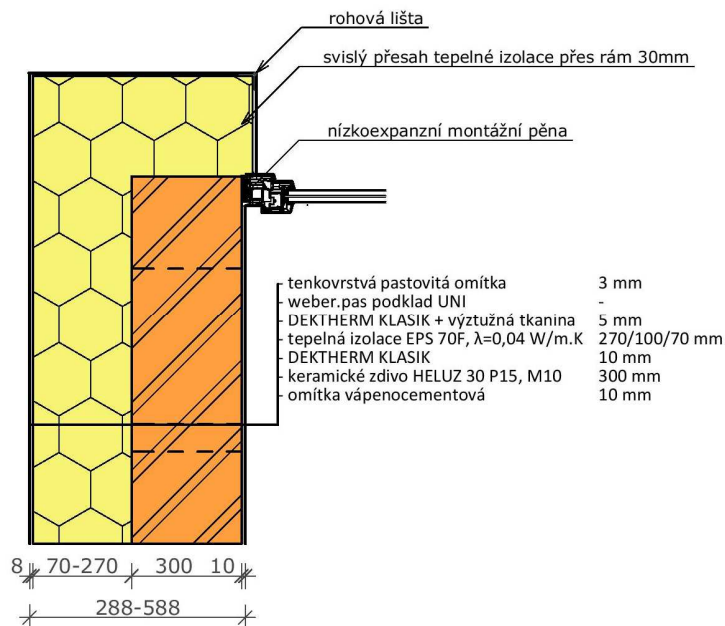 rohová lišta
svislý přesah tepelné izolace přes rám 30mm
nízkoexpanzní montážní pěna
- tenkovrstvá pastovitá omítka 3 mm
- weber.pas podklad UNI -
- DEKTHERM KLASIK + výztužná tkanina 5 mm
- tepelná izolace EPS 70F, λ=0,04 W/m.K 270/100/70 mm
- DEKTHERM KLASIK 10 mm
- keramické zdivo HELUZ 30 P15, M10 300 mm
- omítka vápenocementová 10 mm
8 70-270 300 10
288-588